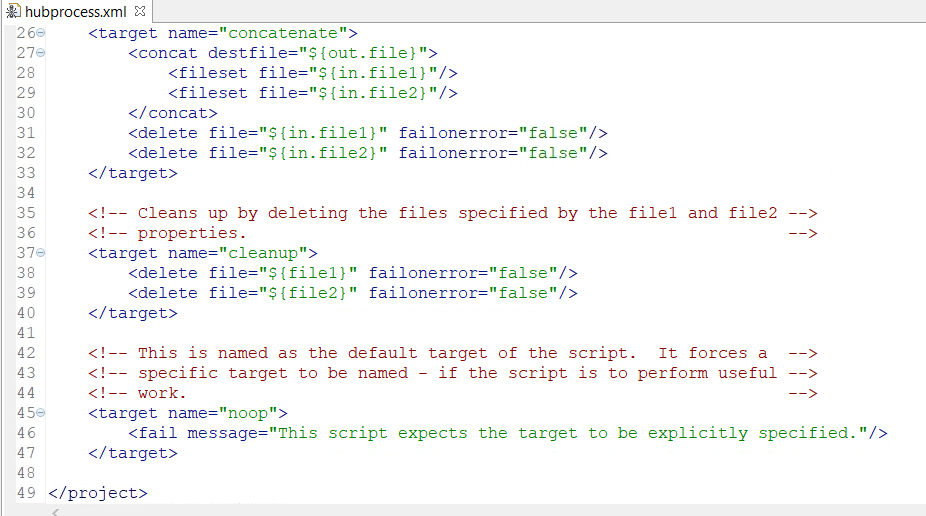 hubprocess.xml
26 <target name="concatenate">
27 <concat destfile="${out.file}">
28 <fileset file="${in.file1}"/>
29 <fileset file="${in.file2}"/>
30 </concat>
31 <delete file="${in.file1}" failonerror="false"/>
32 <delete file="${in.file2}" failonerror="false"/>
33 </target>
34
35 <!-- Cleans up by deleting the files specified by the file1 and file2 -->
36 <!-- properties. -->
37 <target name="cleanup">
38 <delete file="${file1}" failonerror="false"/>
39 <delete file="${file2}" failonerror="false"/>
40 </target>
41
42 <!-- This is named as the default target of the script.  It forces a  -->
43 <!-- specific target to be named - if the script is to perform useful -->
44 <!-- work. -->
45 <target name="noop">
46 <fail message="This script expects the target to be explicitly specified."/>
47 </target>
48
49 </project>